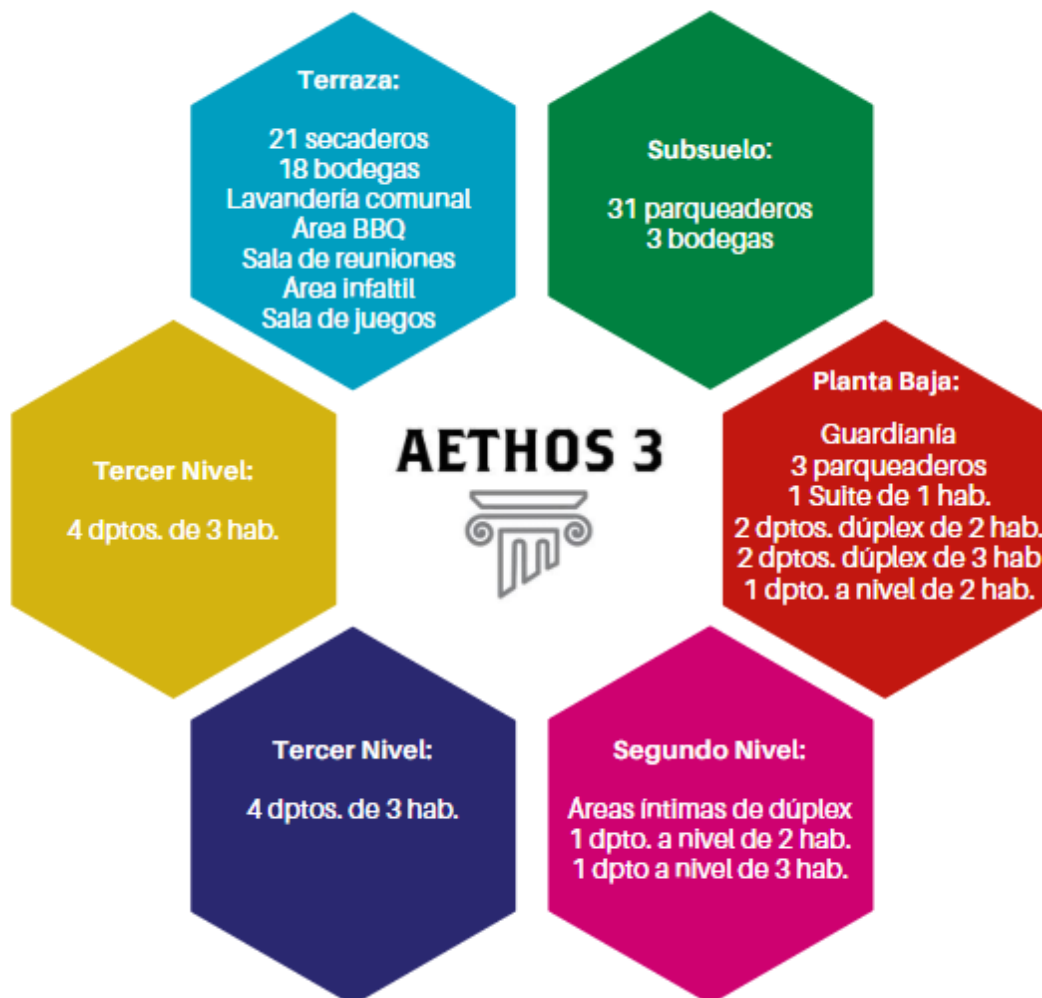 Terraza:
21 secaderos
18 bodegas
Lavandería comunal
Área BBQ
Sala de reuniones
Área infaltil
Sala de juegos
Subsuelo:
31 parqueaderos
3 bodegas
Tercer Nivel:
4 dptos. de 3 hab.
AETHOS 3
Planta Baja:
Guardianía
3 parqueaderos
1 Suite de 1 hab.
2 dptos. dúplex de 2 hab.
2 dptos. dúplex de 3 hab
1 dpto. a nivel de 2 hab.
Tercer Nivel:
4 dptos. de 3 hab.
Segundo Nivel:
Áreas íntimas de dúplex
1 dpto. a nivel de 2 hab.
1 dpto a nivel de 3 hab.